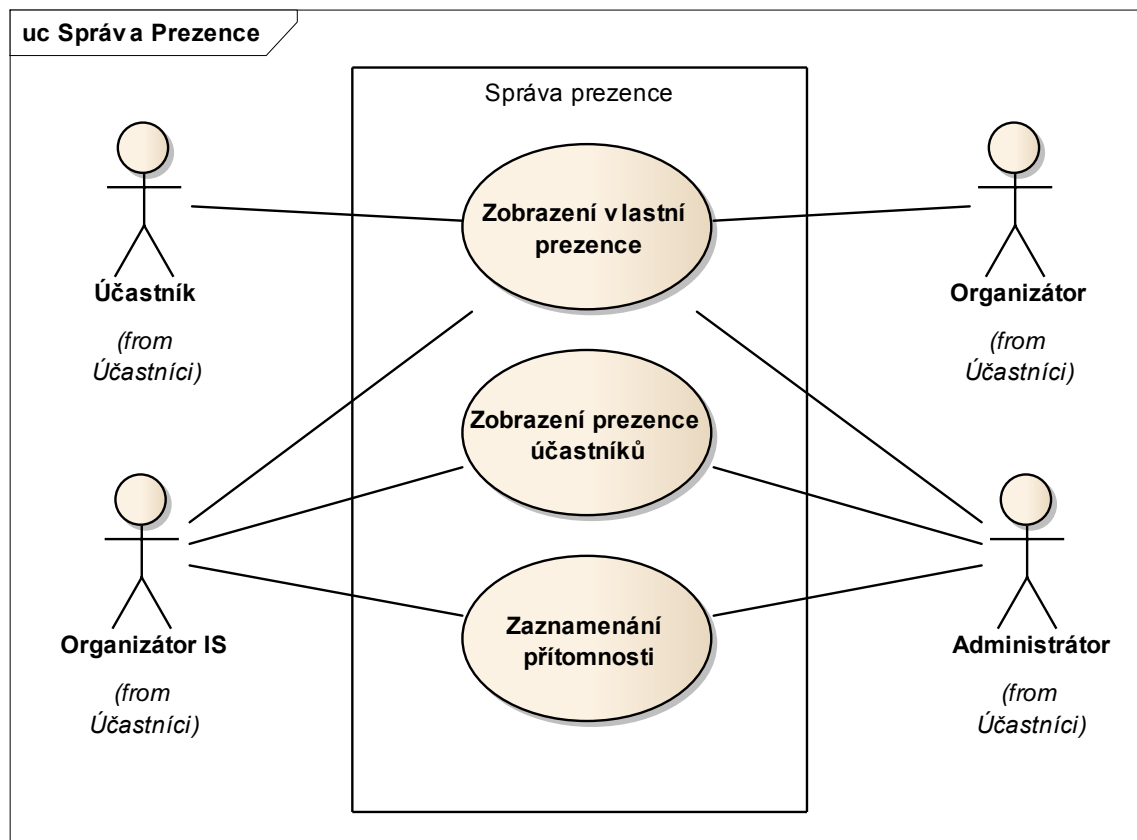 uc Správa Prezence
Správa prezence
Zobrazení vlastní
prezence
Účastník
(from
Účastníci)
Organizátor
(from
Účastníci)
Zobrazení prezence
účastníků
Zaznamenání
přítomnosti
Organizátor IS
(from
Účastníci)
Administrátor
(from
Účastníci)